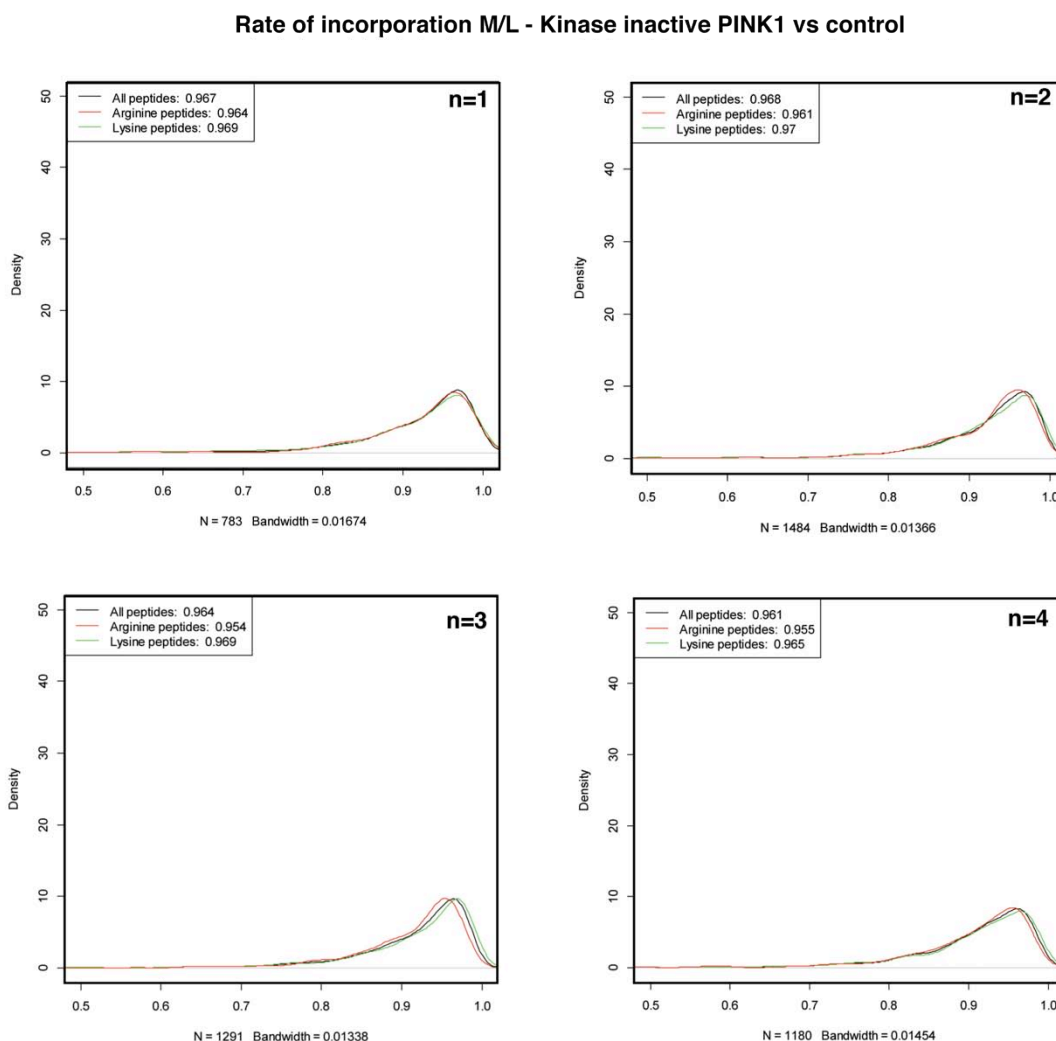 Rate of incorporation M/L - Kinase inactive PINK1 vs control
n=1
All peptides: 0.967
Arginine peptides: 0.964
Lysine peptides: 0.969
50
40
30
20
10
0
Density
0.5 0.6 0.7 0.8 0.9 1.0
N = 783 Bandwidth = 0.01674
n=2
All peptides: 0.968
Arginine peptides: 0.961
Lysine peptides: 0.97
50
40
30
20
10
0
Density
0.5 0.6 0.7 0.8 0.9 1.0
N = 1484 Bandwidth = 0.01366
n=3
All peptides: 0.964
Arginine peptides: 0.954
Lysine peptides: 0.969
50
40
30
20
10
0
Density
0.5 0.6 0.7 0.8 0.9 1.0
N = 1291 Bandwidth = 0.01338
n=4
All peptides: 0.961
Arginine peptides: 0.955
Lysine peptides: 0.965
50
40
30
20
10
0
Density
0.5 0.6 0.7 0.8 0.9 1.0
N = 1180 Bandwidth = 0.01454